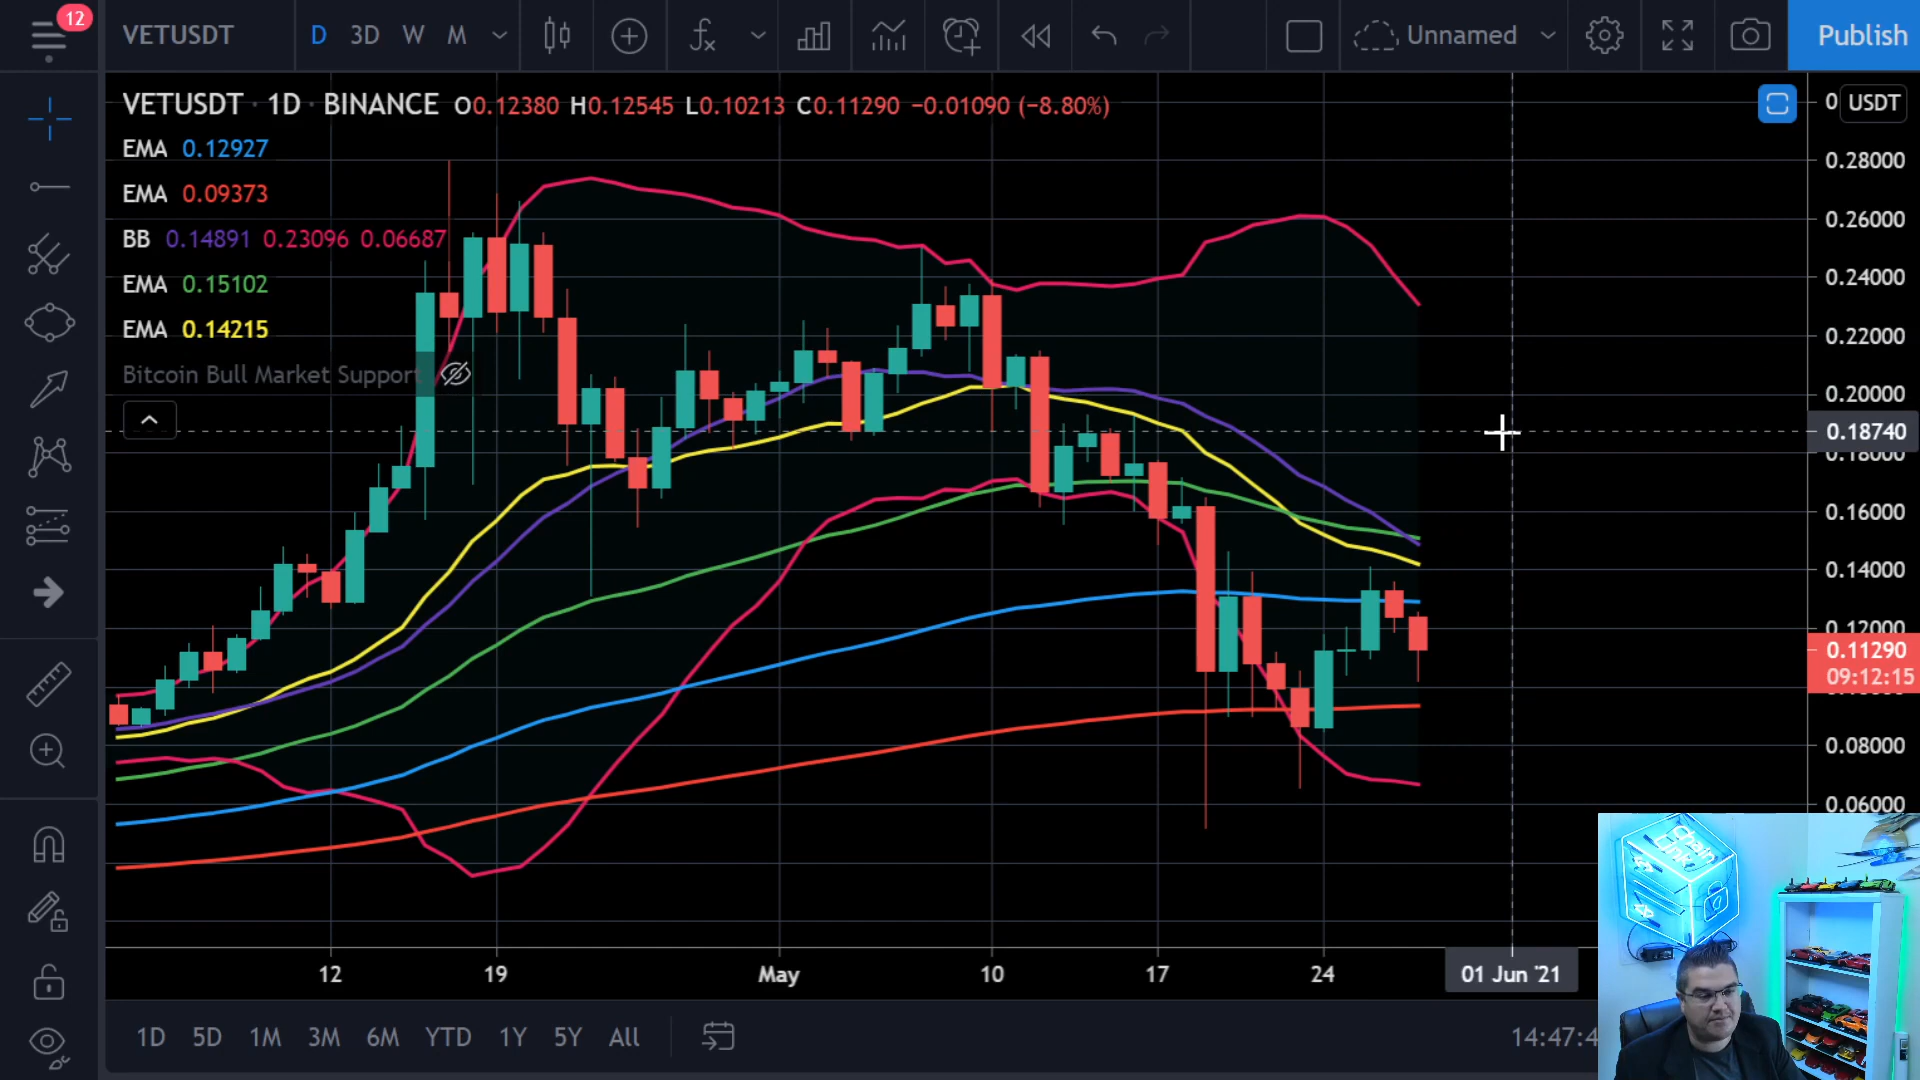 12
VETUSDT D 3D W M Unnamed Publish
VETUSDT · 1D · BINANCE O0.12380 H0.12545 L0.10213 C0.11290 −0.01090 (−8.80%)
0 USDT
EMA 0.12927
EMA 0.09373
BB 0.14891 0.23096 0.06687
EMA 0.15102
EMA 0.14215
Bitcoin Bull Market Support
0.28000
0.26000
0.24000
0.22000
0.20000
0.18740
0.18000
0.16000
0.14000
0.12000
0.11290
09:12:15
0.08000
0.06000
12 19 May 10 17 24 01 Jun '21
1D 5D 1M 3M 6M YTD 1Y 5Y All
14:47:4